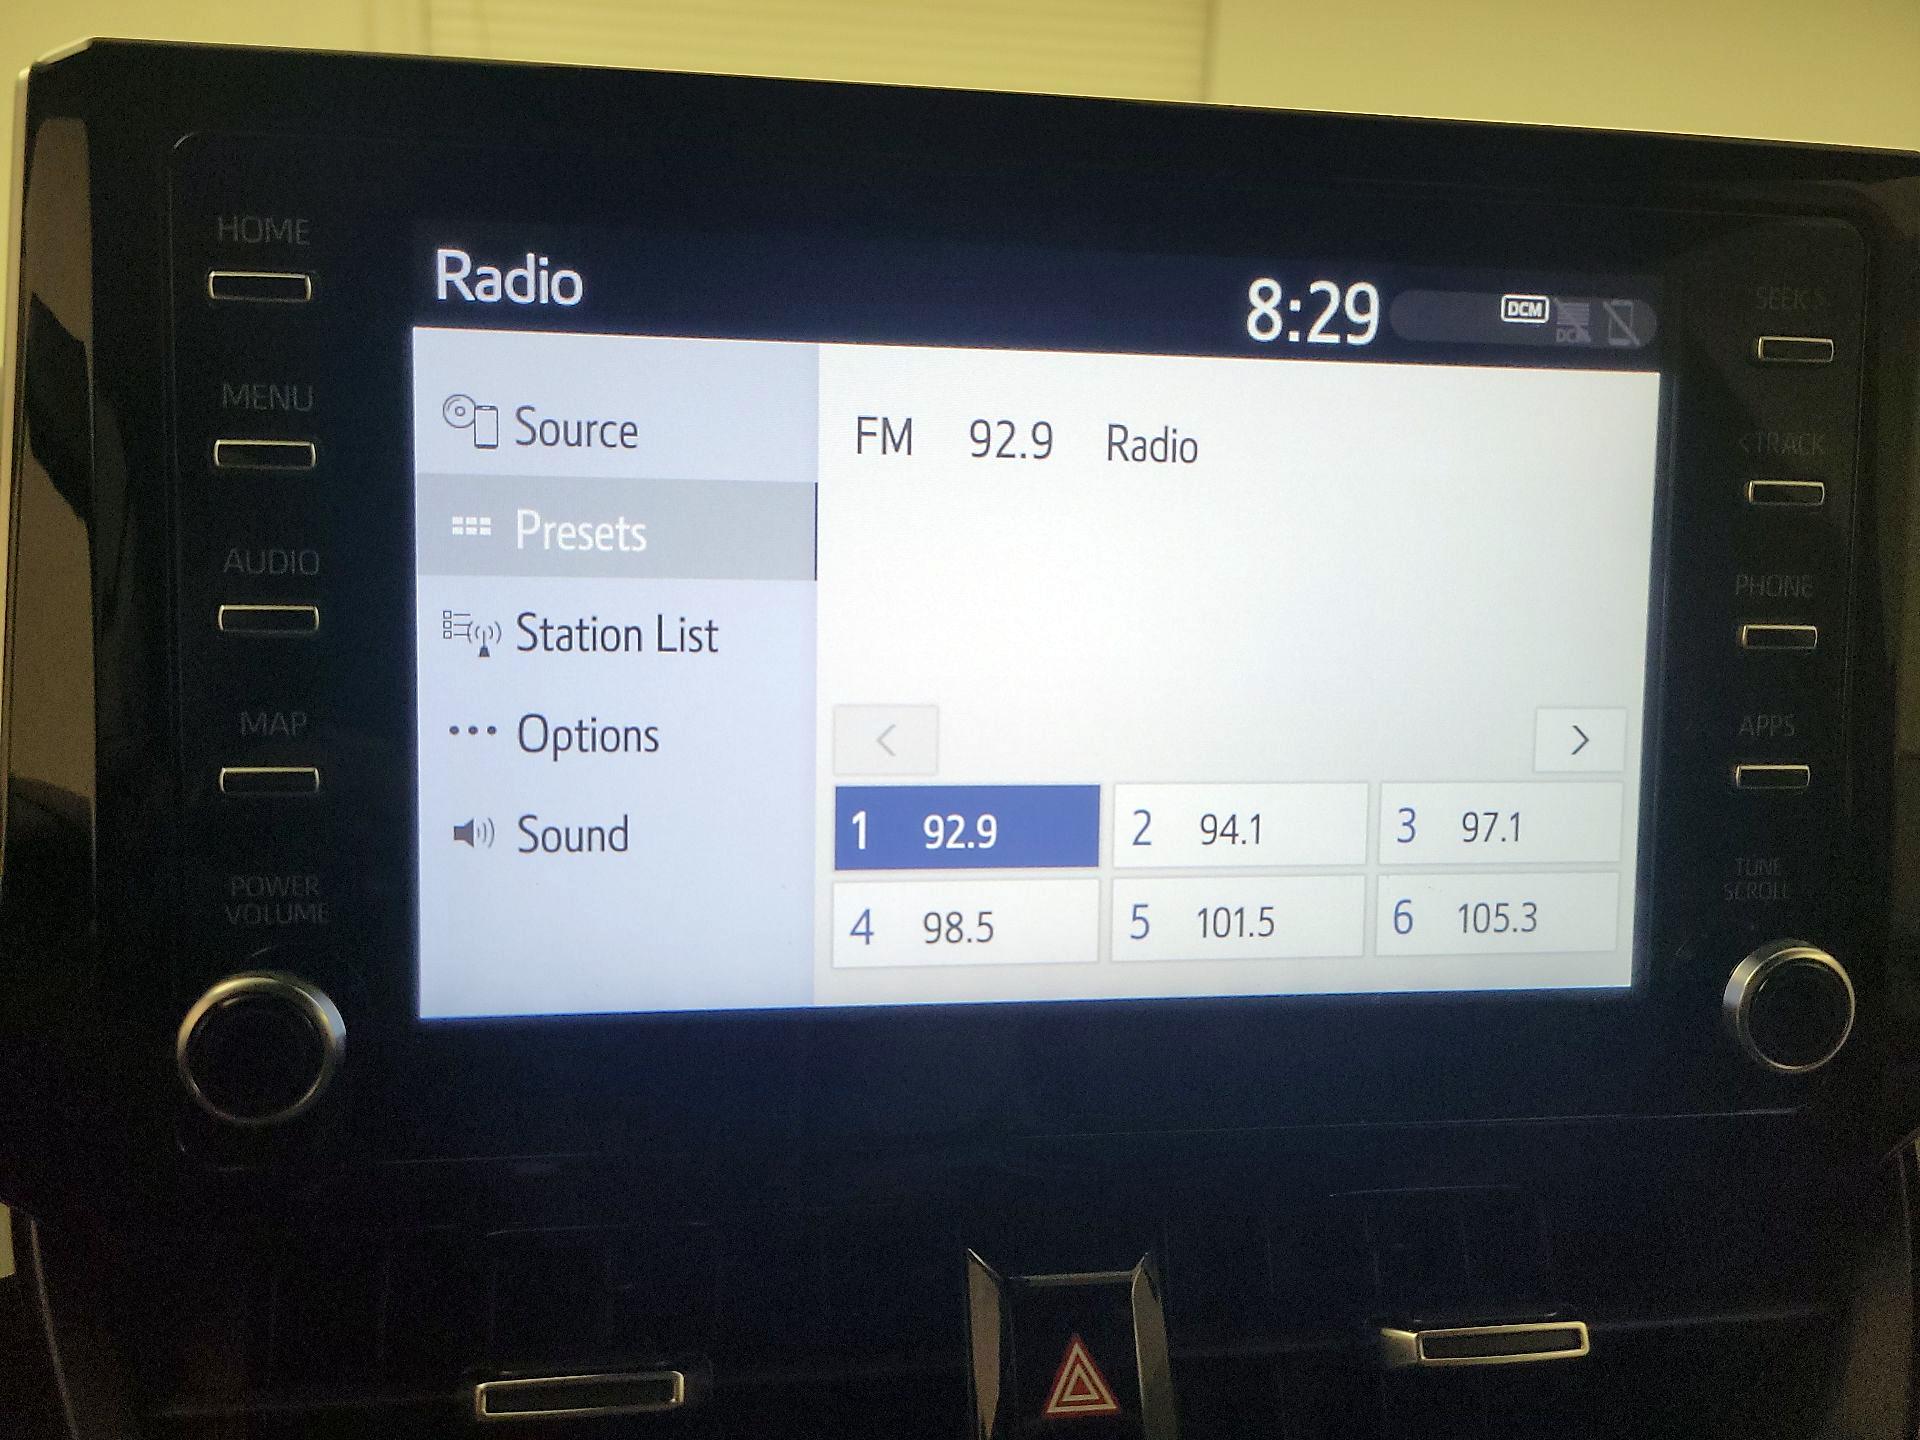 HOME
MENU
AUDIO
MAP
POWER
VOLUME
Radio
8:29
DCM
Source
Presets
Station List
Options
Sound
FM 92.9 Radio
<
>
1 92.9
2 94.1
3 97.1
4 98.5
5 101.5
6 105.3
SEEK >
< TRACK
PHONE
APPS
TUNE
SCROLL